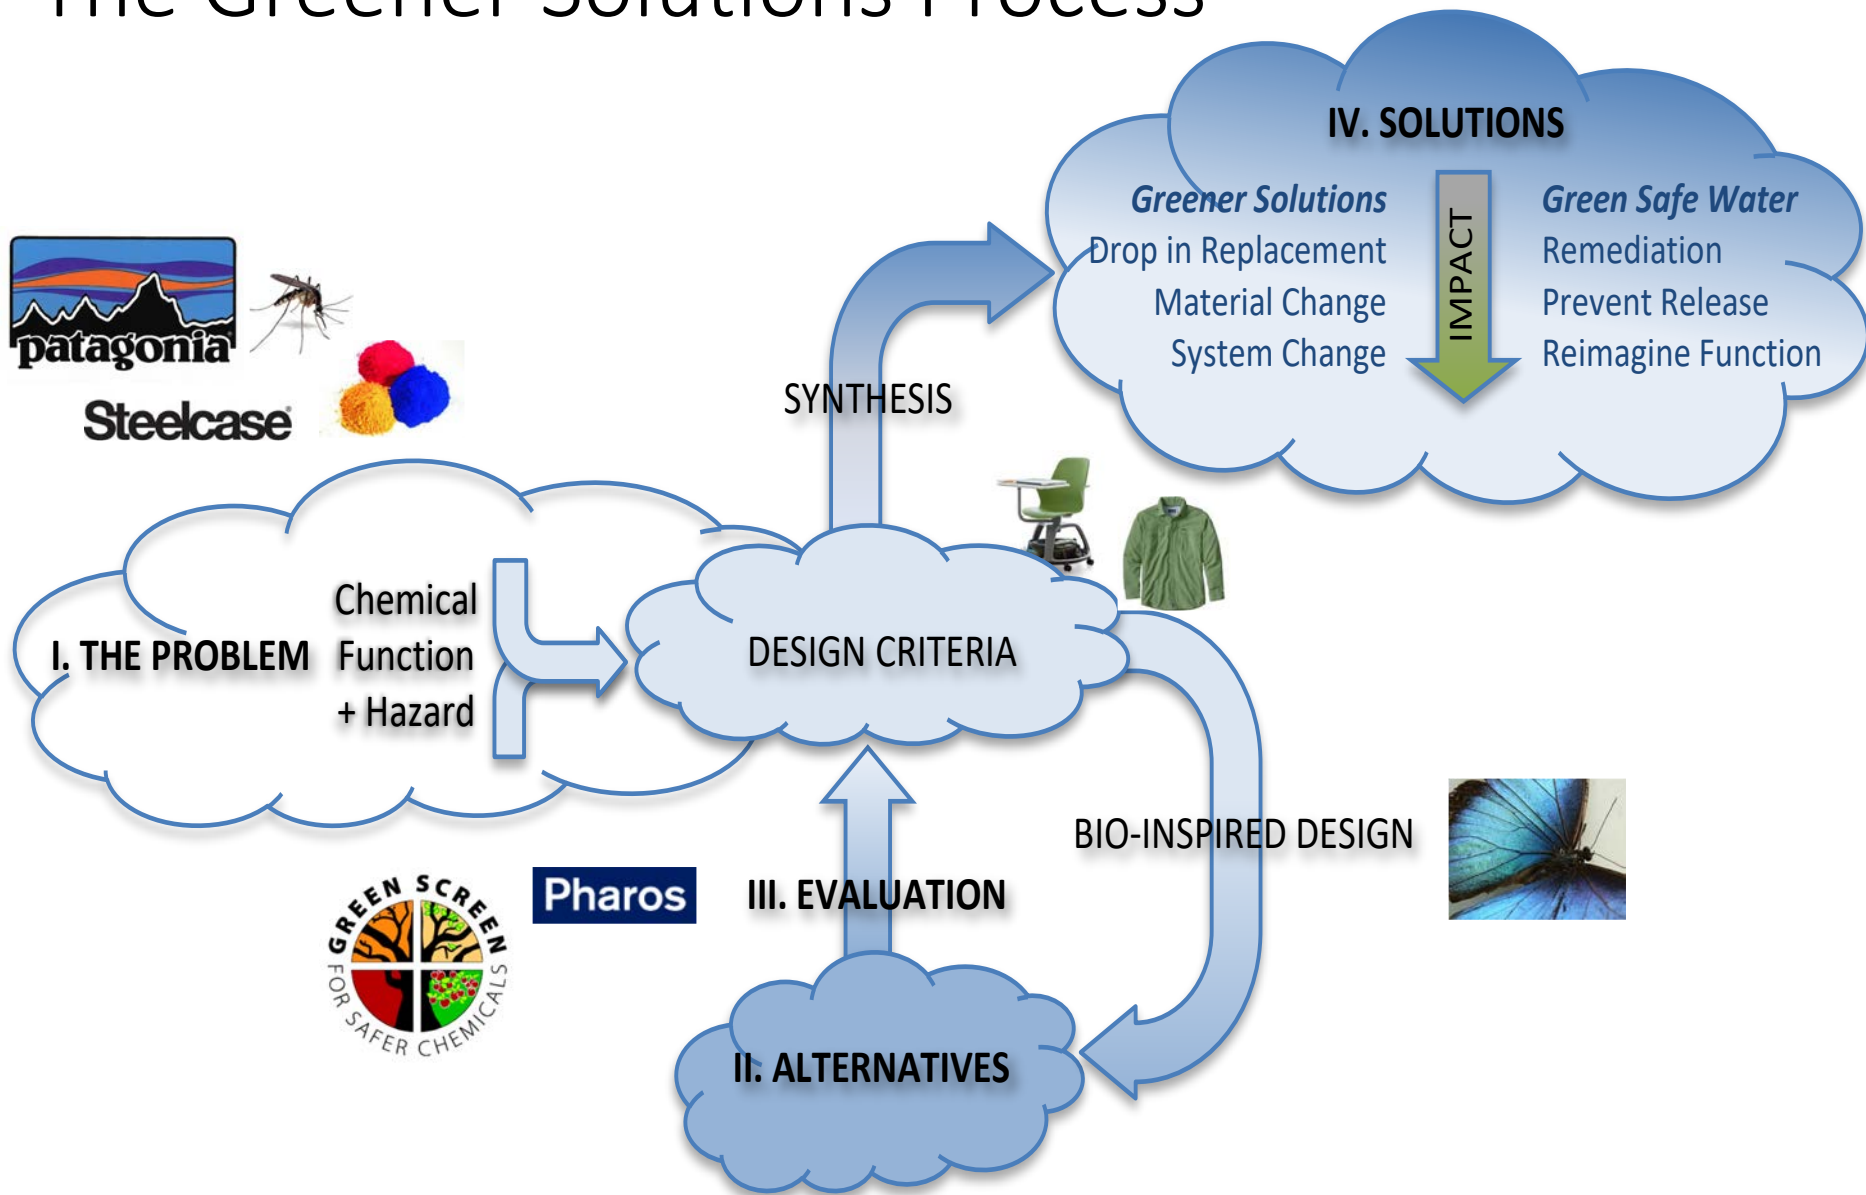 The Greener Solutions Process
IV. SOLUTIONS
Greener Solutions
Drop in Replacement
Material Change
System Change
IMPACT
Green Safe Water
Remediation
Prevent Release
Reimagine Function
patagonia
Steelcase
SYNTHESIS
I. THE PROBLEM
Chemical
Function
+ Hazard
DESIGN CRITERIA
BIO-INSPIRED DESIGN
GREEN SCREEN
FOR SAFER CHEMICALS
Pharos
III. EVALUATION
II. ALTERNATIVES